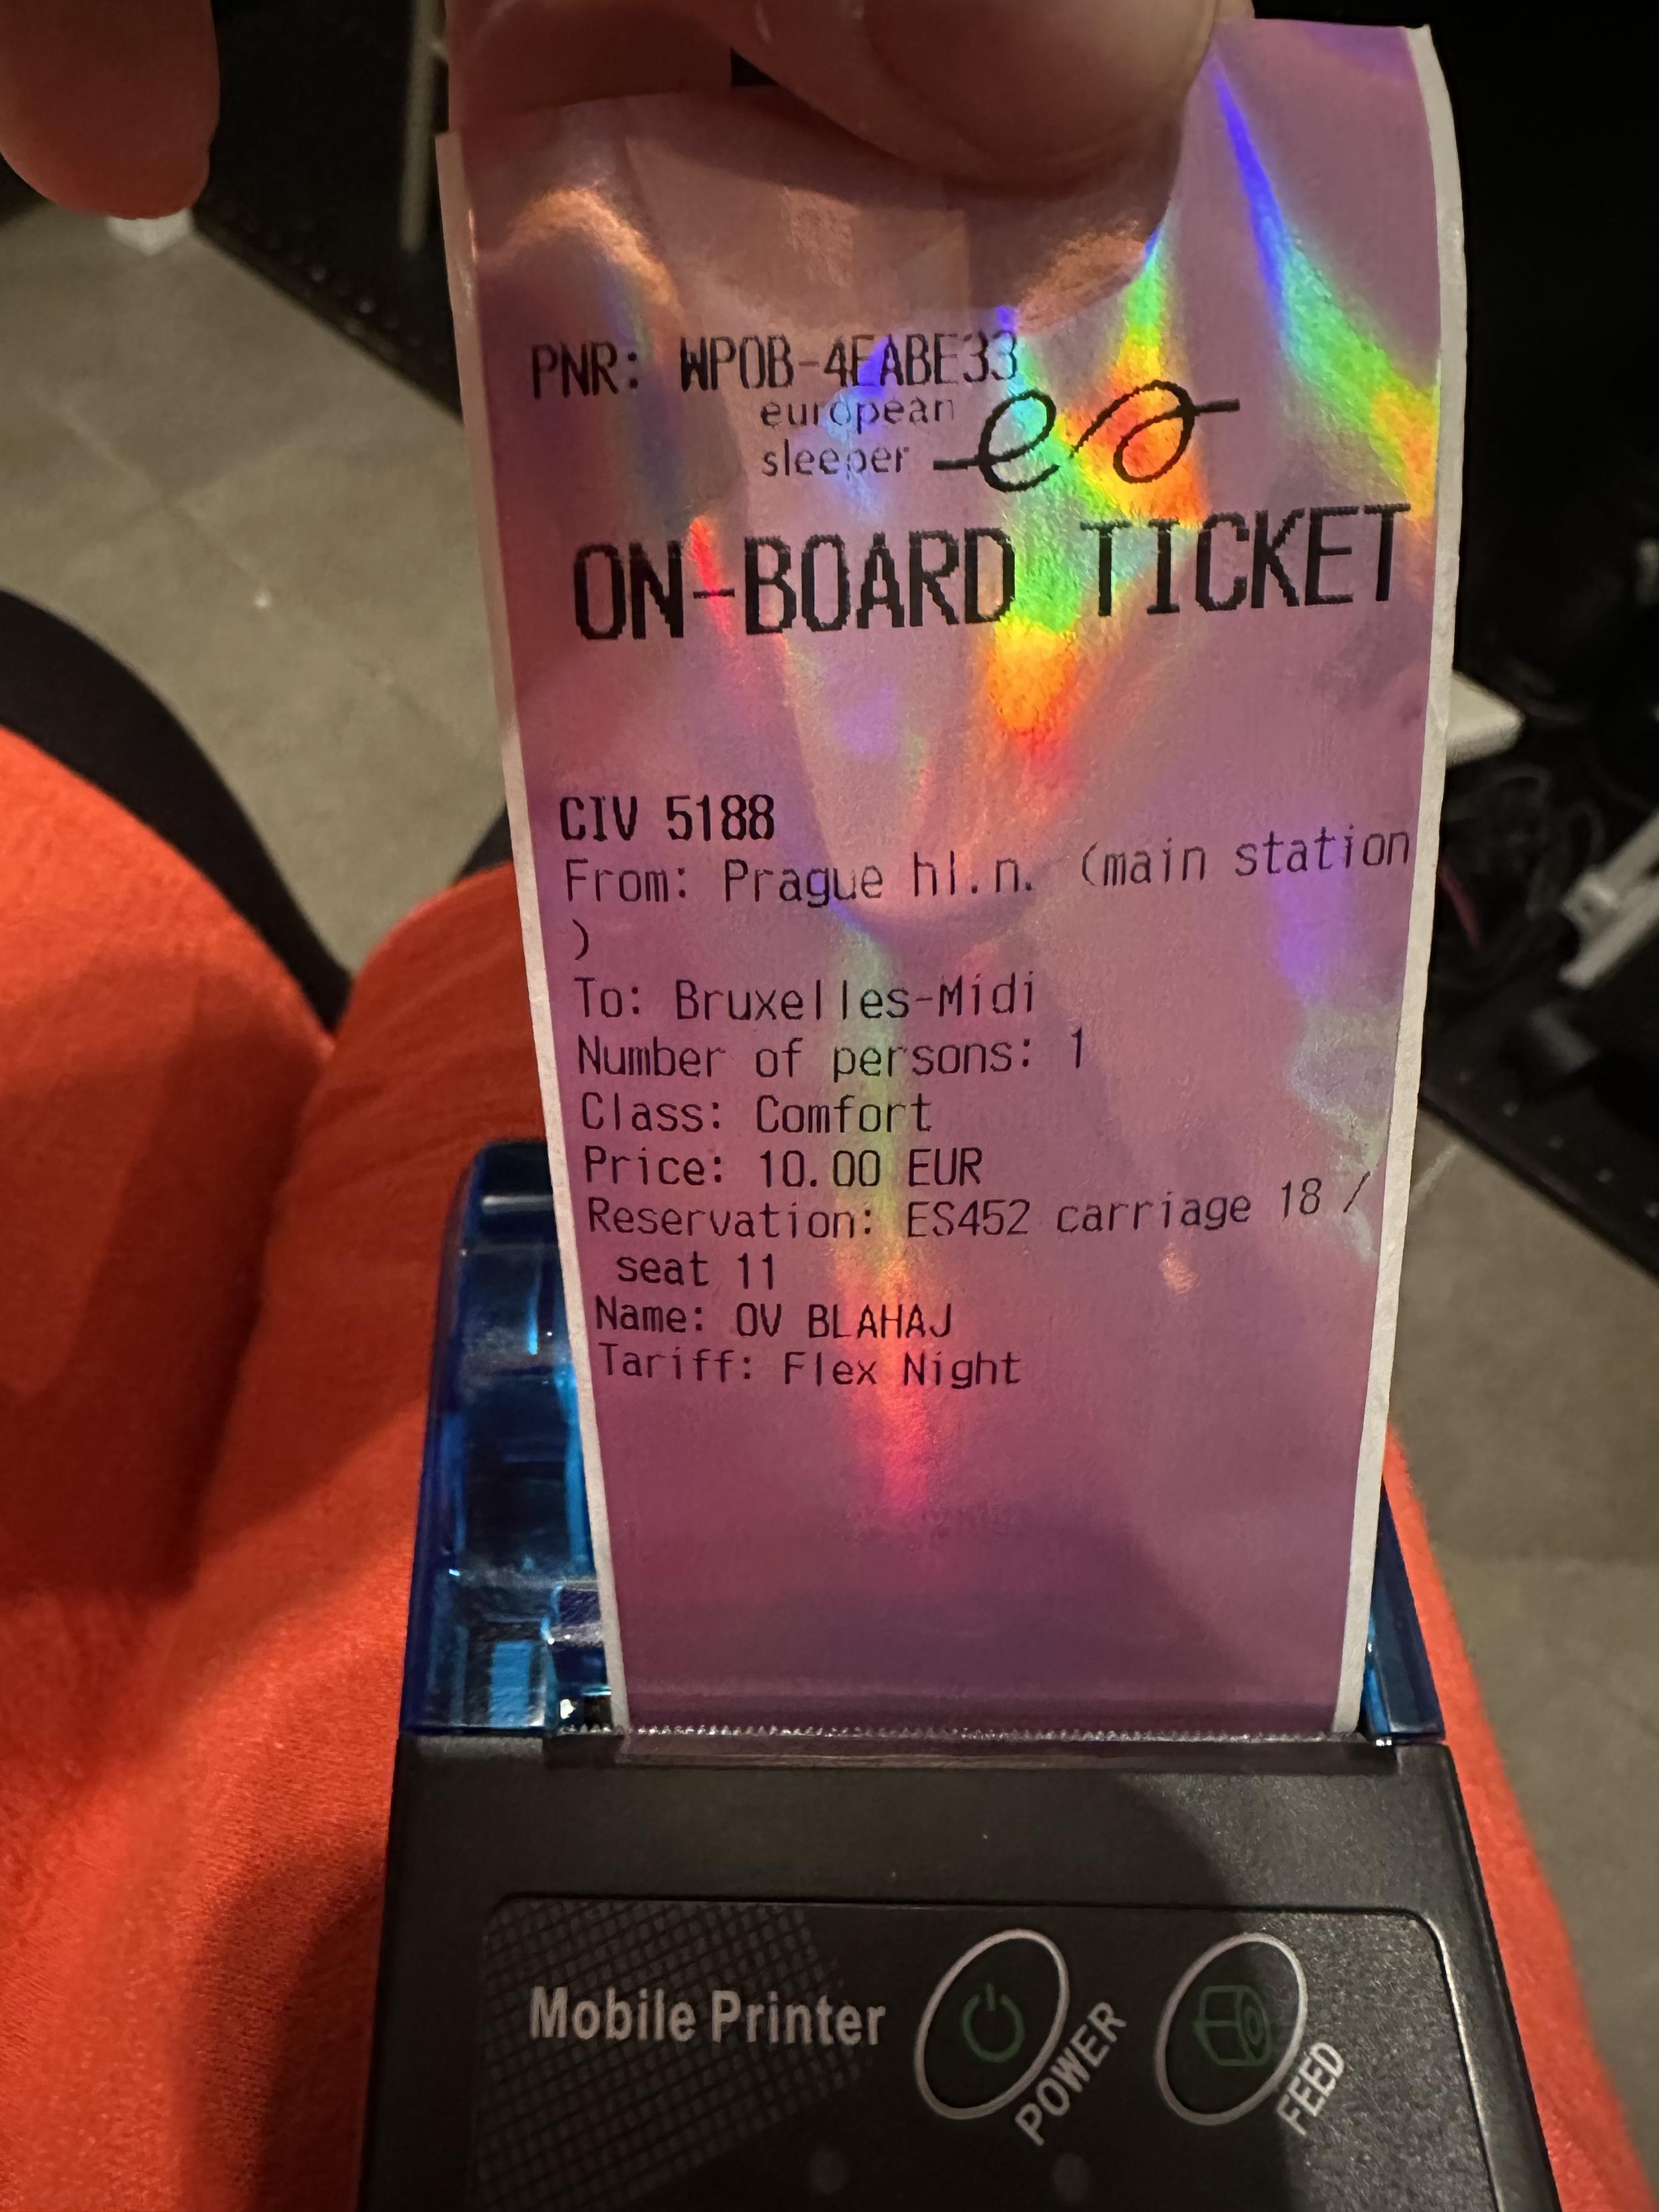 PNR: WPOB-4EABE33
european
sleeper
ON-BOARD TICKET
CIV 5188
From: Prague hl.n. (main station
)
To: Bruxelles-Midi
Number of persons: 1
Class: Comfort
Price: 10.00 EUR
Reservation: ES452 carriage 18 /
seat 11
Name: OV BLAHAJ
Tariff: Flex Night
Mobile Printer
POWER
FEED